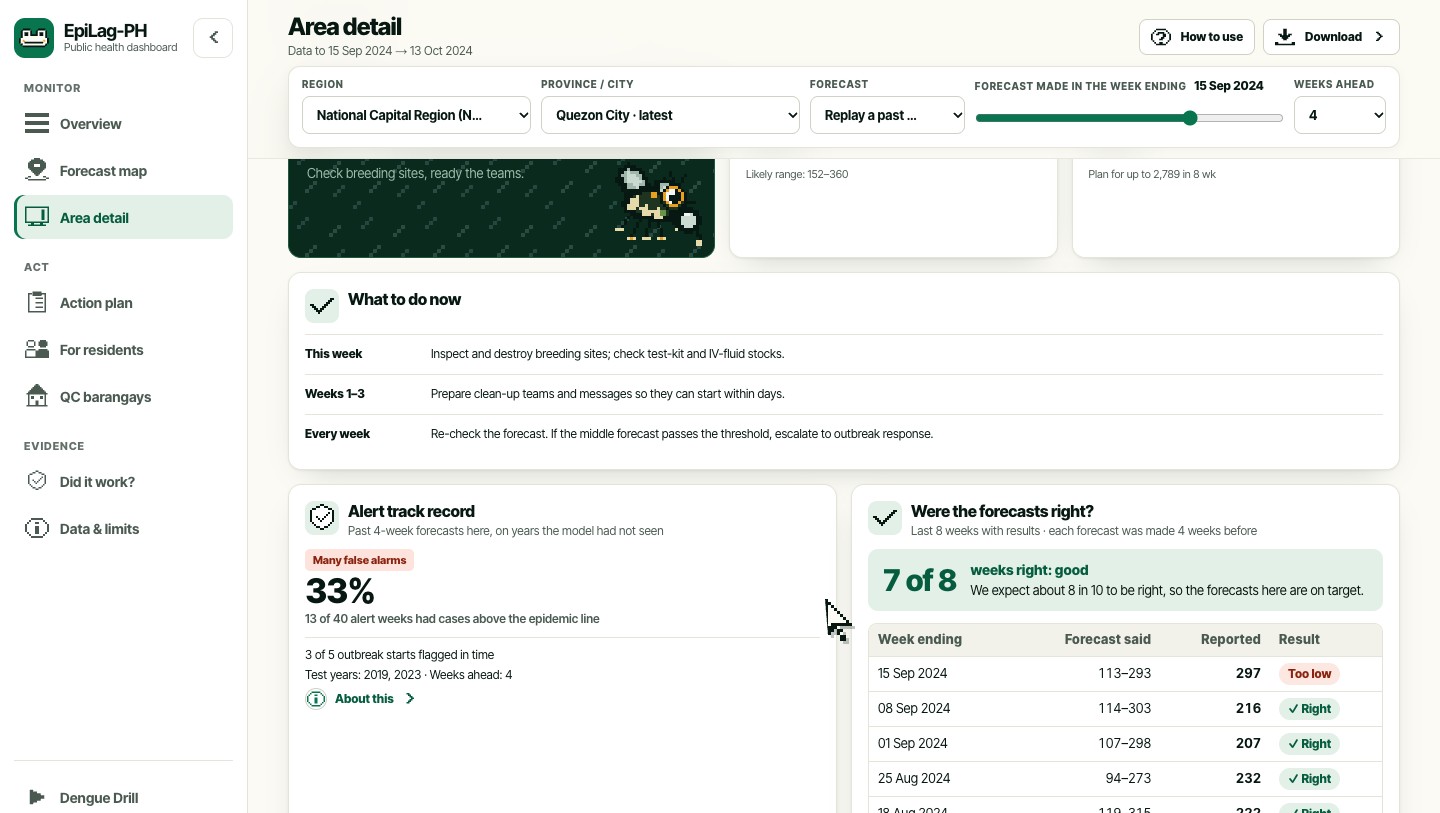 EpiLag-PH
Public health dashboard
MONITOR
Overview
Forecast map
Area detail
ACT
Action plan
For residents
QC barangays
EVIDENCE
Did it work?
Data & limits
Dengue Drill
Area detail
Data to 15 Sep 2024 → 13 Oct 2024
How to use
Download
REGION
National Capital Region (N...
PROVINCE / CITY
Quezon City · latest
FORECAST
Replay a past ...
FORECAST MADE IN THE WEEK ENDING 15 Sep 2024
WEEKS AHEAD
4
Check breeding sites, ready the teams.
Likely range: 152–360
Plan for up to 2,789 in 8 wk
What to do now
This week Inspect and destroy breeding sites; check test-kit and IV-fluid stocks.
Weeks 1–3 Prepare clean-up teams and messages so they can start within days.
Every week Re-check the forecast. If the middle forecast passes the threshold, escalate to outbreak response.
Alert track record
Past 4-week forecasts here, on years the model had not seen
Many false alarms
33%
13 of 40 alert weeks had cases above the epidemic line
3 of 5 outbreak starts flagged in time
Test years: 2019, 2023 · Weeks ahead: 4
About this
Were the forecasts right?
Last 8 weeks with results · each forecast was made 4 weeks before
7 of 8
weeks right: good
We expect about 8 in 10 to be right, so the forecasts here are on target.
Week ending Forecast said Reported Result
15 Sep 2024 113–293 297 Too low
08 Sep 2024 114–303 216 ✓ Right
01 Sep 2024 107–298 207 ✓ Right
25 Aug 2024 94–273 232 ✓ Right
18 Aug 2024 119–315 222 ✓ Right